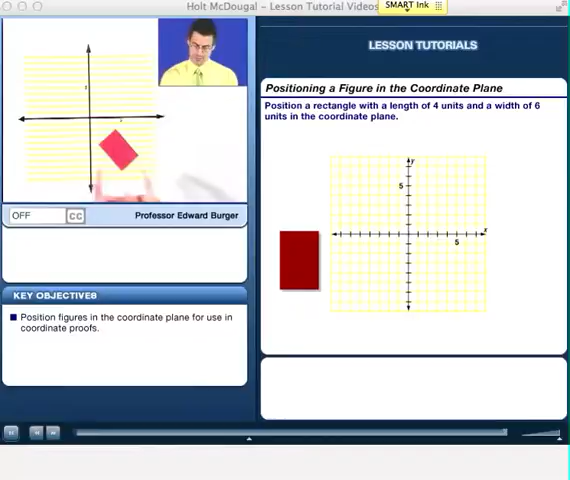 Holt McDougal – Lesson Tutorial Videos
SMART Ink
LESSON TUTORIALS
Positioning a Figure in the Coordinate Plane
Position a rectangle with a length of 4 units and a width of 6
units in the coordinate plane.
y
5
x
5
OFF
CC
Professor Edward Burger
KEY OBJECTIVES
Position figures in the coordinate plane for use in
coordinate proofs.